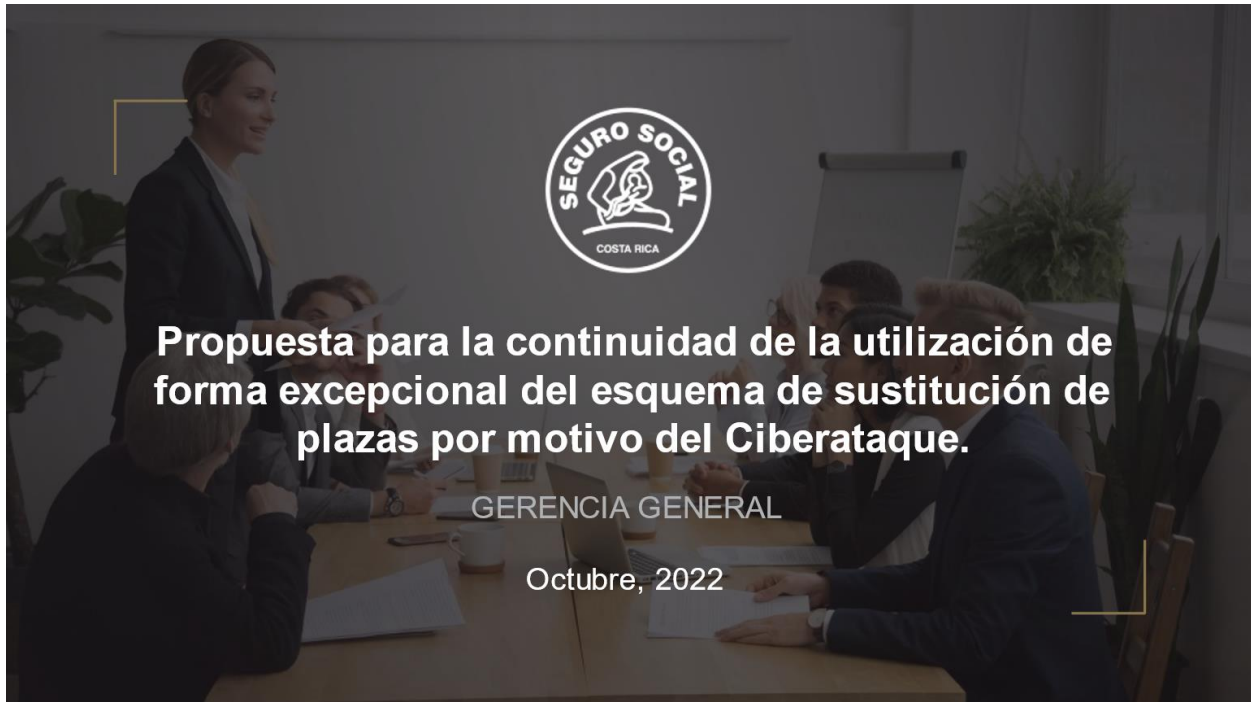 SEGURO SOCIAL
COSTA RICA
Propuesta para la continuidad de la utilización de
forma excepcional del esquema de sustitución de
plazas por motivo del Ciberataque.
GERENCIA GENERAL
Octubre, 2022